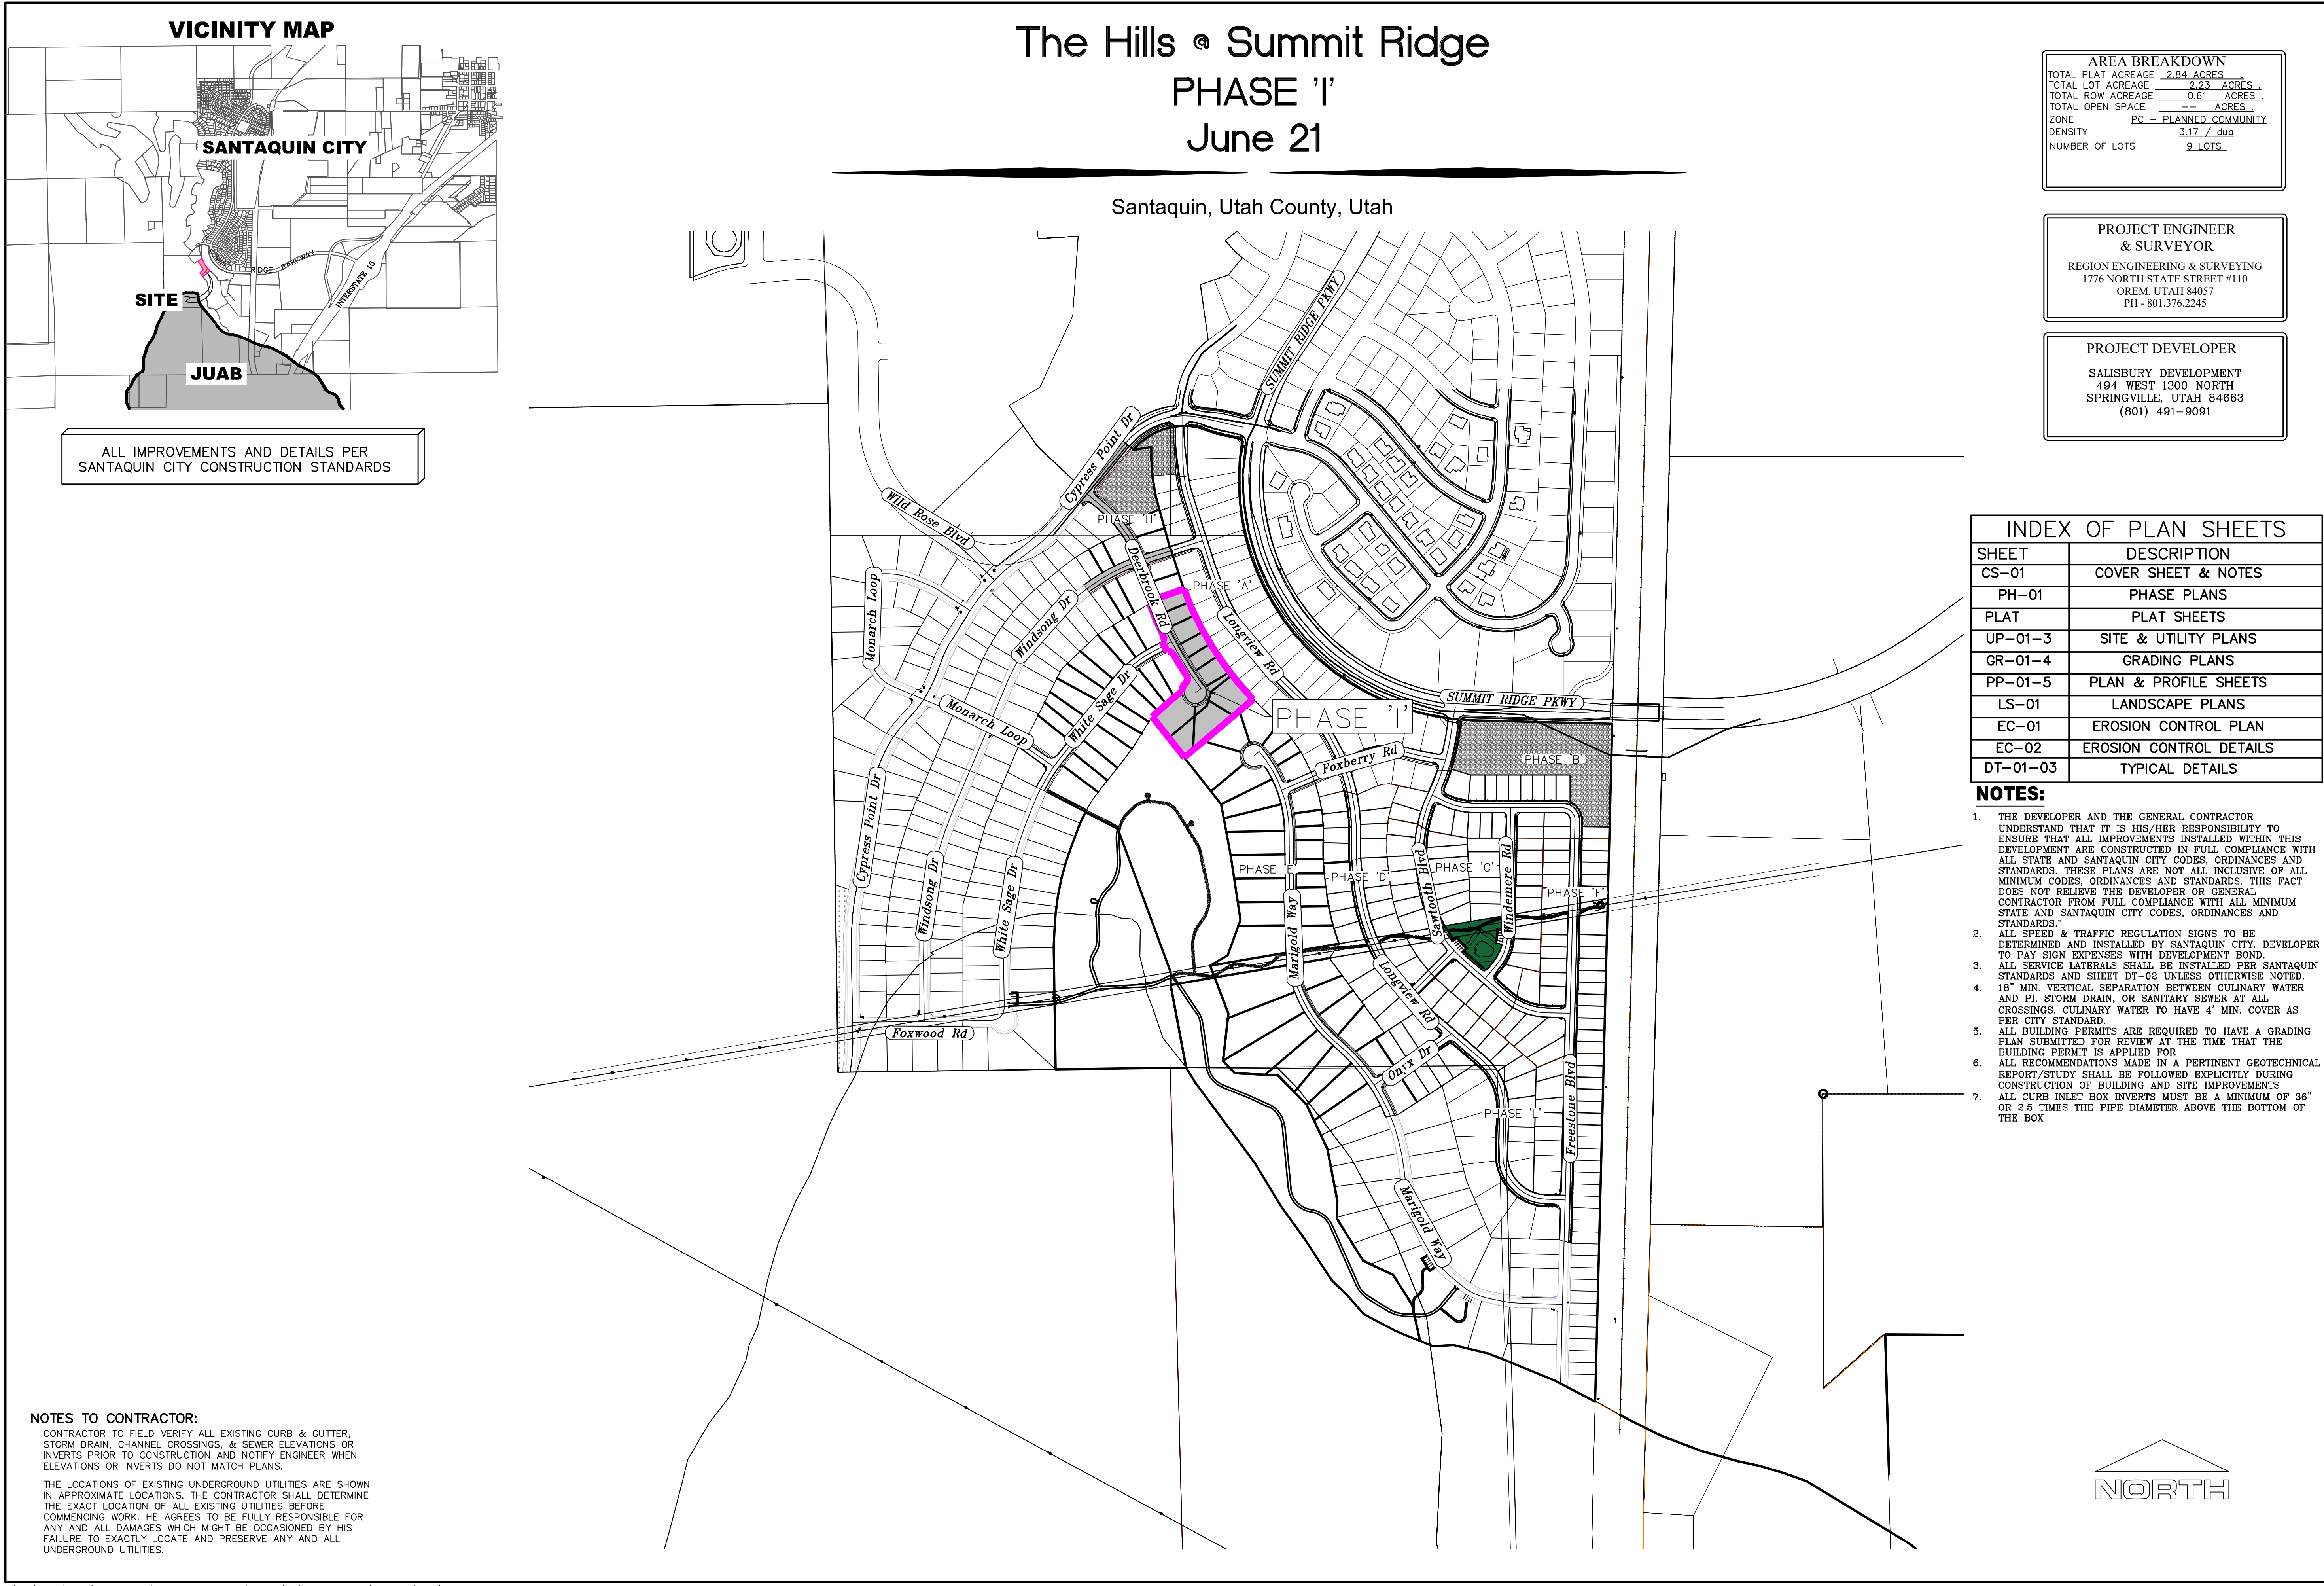 VICINITY MAP
SANTAQUIN CITY
SUMMIT RIDGE PARKWAY
INTERSTATE 15
SITE
JUAB
ALL IMPROVEMENTS AND DETAILS PER
SANTAQUIN CITY CONSTRUCTION STANDARDS
The Hills @ Summit Ridge
PHASE 'I'
June 21
Santaquin, Utah County, Utah
SUMMIT RIDGE PKWY
Cypress Point Dr
Wild Rose Blvd
PHASE 'H'
Deerbrook Rd
PHASE 'A'
Monarch Loop
Windsong Dr
Longview Rd
White Sage Dr
Monarch Loop
PHASE 'I'
SUMMIT RIDGE PKWY
Foxberry Rd
PHASE 'B'
Cypress Point Dr
Windsong Dr
White Sage Dr
PHASE E
Marigold Way
PHASE 'D'
Sawtooth Blvd
PHASE 'C'
Windemere Rd
PHASE 'F'
Longview Rd
Foxwood Rd
Onyx Dr
PHASE 'L'
Freestone Blvd
Marigold Way
AREA BREAKDOWN
TOTAL PLAT ACREAGE 2.84 ACRES .
TOTAL LOT ACREAGE 2.23 ACRES .
TOTAL ROW ACREAGE 0.61 ACRES .
TOTAL OPEN SPACE -- ACRES .
ZONE PC - PLANNED COMMUNITY
DENSITY 3.17 / dua
NUMBER OF LOTS 9 LOTS
PROJECT ENGINEER
& SURVEYOR
REGION ENGINEERING & SURVEYING
1776 NORTH STATE STREET #110
OREM, UTAH 84057
PH - 801.376.2245
PROJECT DEVELOPER
SALISBURY DEVELOPMENT
494 WEST 1300 NORTH
SPRINGVILLE, UTAH 84663
(801) 491-9091
INDEX OF PLAN SHEETS
SHEET DESCRIPTION
CS-01 COVER SHEET & NOTES
PH-01 PHASE PLANS
PLAT PLAT SHEETS
UP-01-3 SITE & UTILITY PLANS
GR-01-4 GRADING PLANS
PP-01-5 PLAN & PROFILE SHEETS
LS-01 LANDSCAPE PLANS
EC-01 EROSION CONTROL PLAN
EC-02 EROSION CONTROL DETAILS
DT-01-03 TYPICAL DETAILS
NOTES:
1. THE DEVELOPER AND THE GENERAL CONTRACTOR
UNDERSTAND THAT IT IS HIS/HER RESPONSIBILITY TO
ENSURE THAT ALL IMPROVEMENTS INSTALLED WITHIN THIS
DEVELOPMENT ARE CONSTRUCTED IN FULL COMPLIANCE WITH
ALL STATE AND SANTAQUIN CITY CODES, ORDINANCES AND
STANDARDS. THESE PLANS ARE NOT ALL INCLUSIVE OF ALL
MINIMUM CODES, ORDINANCES AND STANDARDS. THIS FACT
DOES NOT RELIEVE THE DEVELOPER OR GENERAL
CONTRACTOR FROM FULL COMPLIANCE WITH ALL MINIMUM
STATE AND SANTAQUIN CITY CODES, ORDINANCES AND
STANDARDS."
2. ALL SPEED & TRAFFIC REGULATION SIGNS TO BE
DETERMINED AND INSTALLED BY SANTAQUIN CITY. DEVELOPER
TO PAY SIGN EXPENSES WITH DEVELOPMENT BOND.
3. ALL SERVICE LATERALS SHALL BE INSTALLED PER SANTAQUIN
STANDARDS AND SHEET DT-02 UNLESS OTHERWISE NOTED.
4. 18" MIN. VERTICAL SEPARATION BETWEEN CULINARY WATER
AND PI, STORM DRAIN, OR SANITARY SEWER AT ALL
CROSSINGS. CULINARY WATER TO HAVE 4' MIN. COVER AS
PER CITY STANDARD.
5. ALL BUILDING PERMITS ARE REQUIRED TO HAVE A GRADING
PLAN SUBMITTED FOR REVIEW AT THE TIME THAT THE
BUILDING PERMIT IS APPLIED FOR
6. ALL RECOMMENDATIONS MADE IN A PERTINENT GEOTECHNICAL
REPORT/STUDY SHALL BE FOLLOWED EXPLICITLY DURING
CONSTRUCTION OF BUILDING AND SITE IMPROVEMENTS
7. ALL CURB INLET BOX INVERTS MUST BE A MINIMUM OF 36"
OR 2.5 TIMES THE PIPE DIAMETER ABOVE THE BOTTOM OF
THE BOX
NOTES TO CONTRACTOR:
CONTRACTOR TO FIELD VERIFY ALL EXISTING CURB & GUTTER,
STORM DRAIN, CHANNEL CROSSINGS, & SEWER ELEVATIONS OR
INVERTS PRIOR TO CONSTRUCTION AND NOTIFY ENGINEER WHEN
ELEVATIONS OR INVERTS DO NOT MATCH PLANS.
THE LOCATIONS OF EXISTING UNDERGROUND UTILITIES ARE SHOWN
IN APPROXIMATE LOCATIONS. THE CONTRACTOR SHALL DETERMINE
THE EXACT LOCATION OF ALL EXISTING UTILITIES BEFORE
COMMENCING WORK. HE AGREES TO BE FULLY RESPONSIBLE FOR
ANY AND ALL DAMAGES WHICH MIGHT BE OCCASIONED BY HIS
FAILURE TO EXACTLY LOCATE AND PRESERVE ANY AND ALL
UNDERGROUND UTILITIES.
NORTH